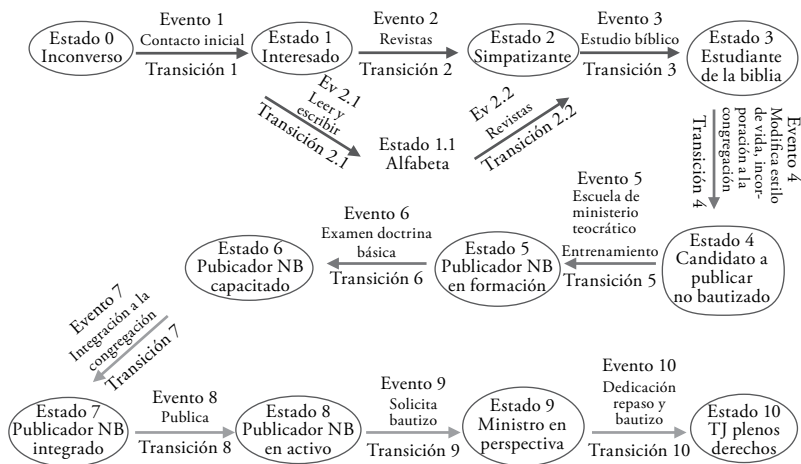 Estado 0
Inconverso
Evento 1
Contacto inicial
Transición 1
Estado 1
Interesado
Evento 2
Revistas
Transición 2
Estado 2
Simpatizante
Evento 3
Estudio bíblico
Transición 3
Estado 3
Estudiante
de la biblia
Ev 2.1
Leer y
escribir
Transición 2.1
Estado 1.1
Alfabeta
Ev 2.2
Revistas
Transición 2.2
Evento 4
Modifica estilo
de vida, incor-
poración a la
congregación
Transición 4
Estado 4
Candidato a
publicar
no bautizado
Evento 5
Escuela de
ministerio
teocrático
Entrenamiento
Transición 5
Estado 5
Publicador NB
en formación
Evento 6
Examen doctrina
básica
Transición 6
Estado 6
Pubicador NB
capacitado
Evento 7
Integración a la
congregación
Transición 7
Estado 7
Publicador NB
integrado
Evento 8
Publica
Transición 8
Estado 8
Publicador NB
en activo
Evento 9
Solicita
bautizo
Transición 9
Estado 9
Ministro en
perspectiva
Evento 10
Dedicación
repaso y
bautizo
Transición 10
Estado 10
TJ plenos
derechos